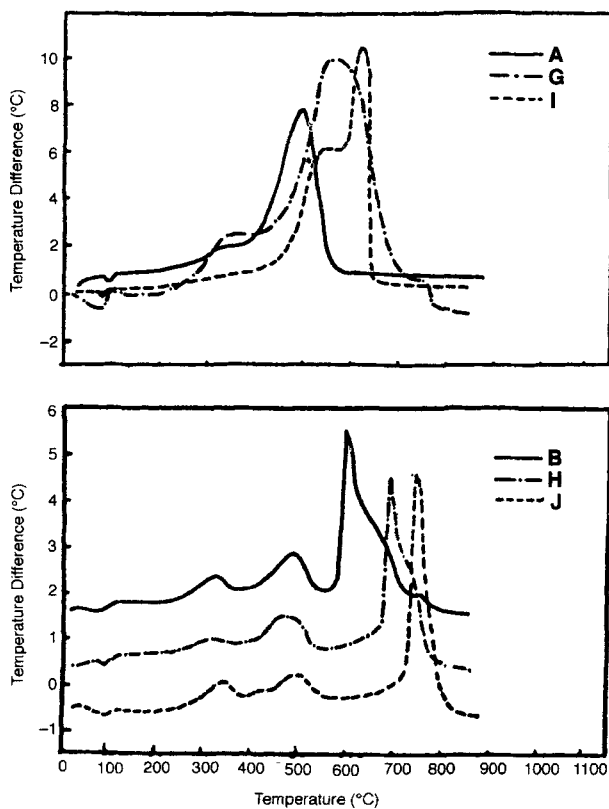 Temperature Difference (°C)
10
8
6
4
2
0
−2
A
G
I
Temperature Difference (°C)
6
5
4
3
2
1
0
−1
B
H
J
0 100 200 300 400 500 600 700 800 900 1000 1100
Temperature (°C)